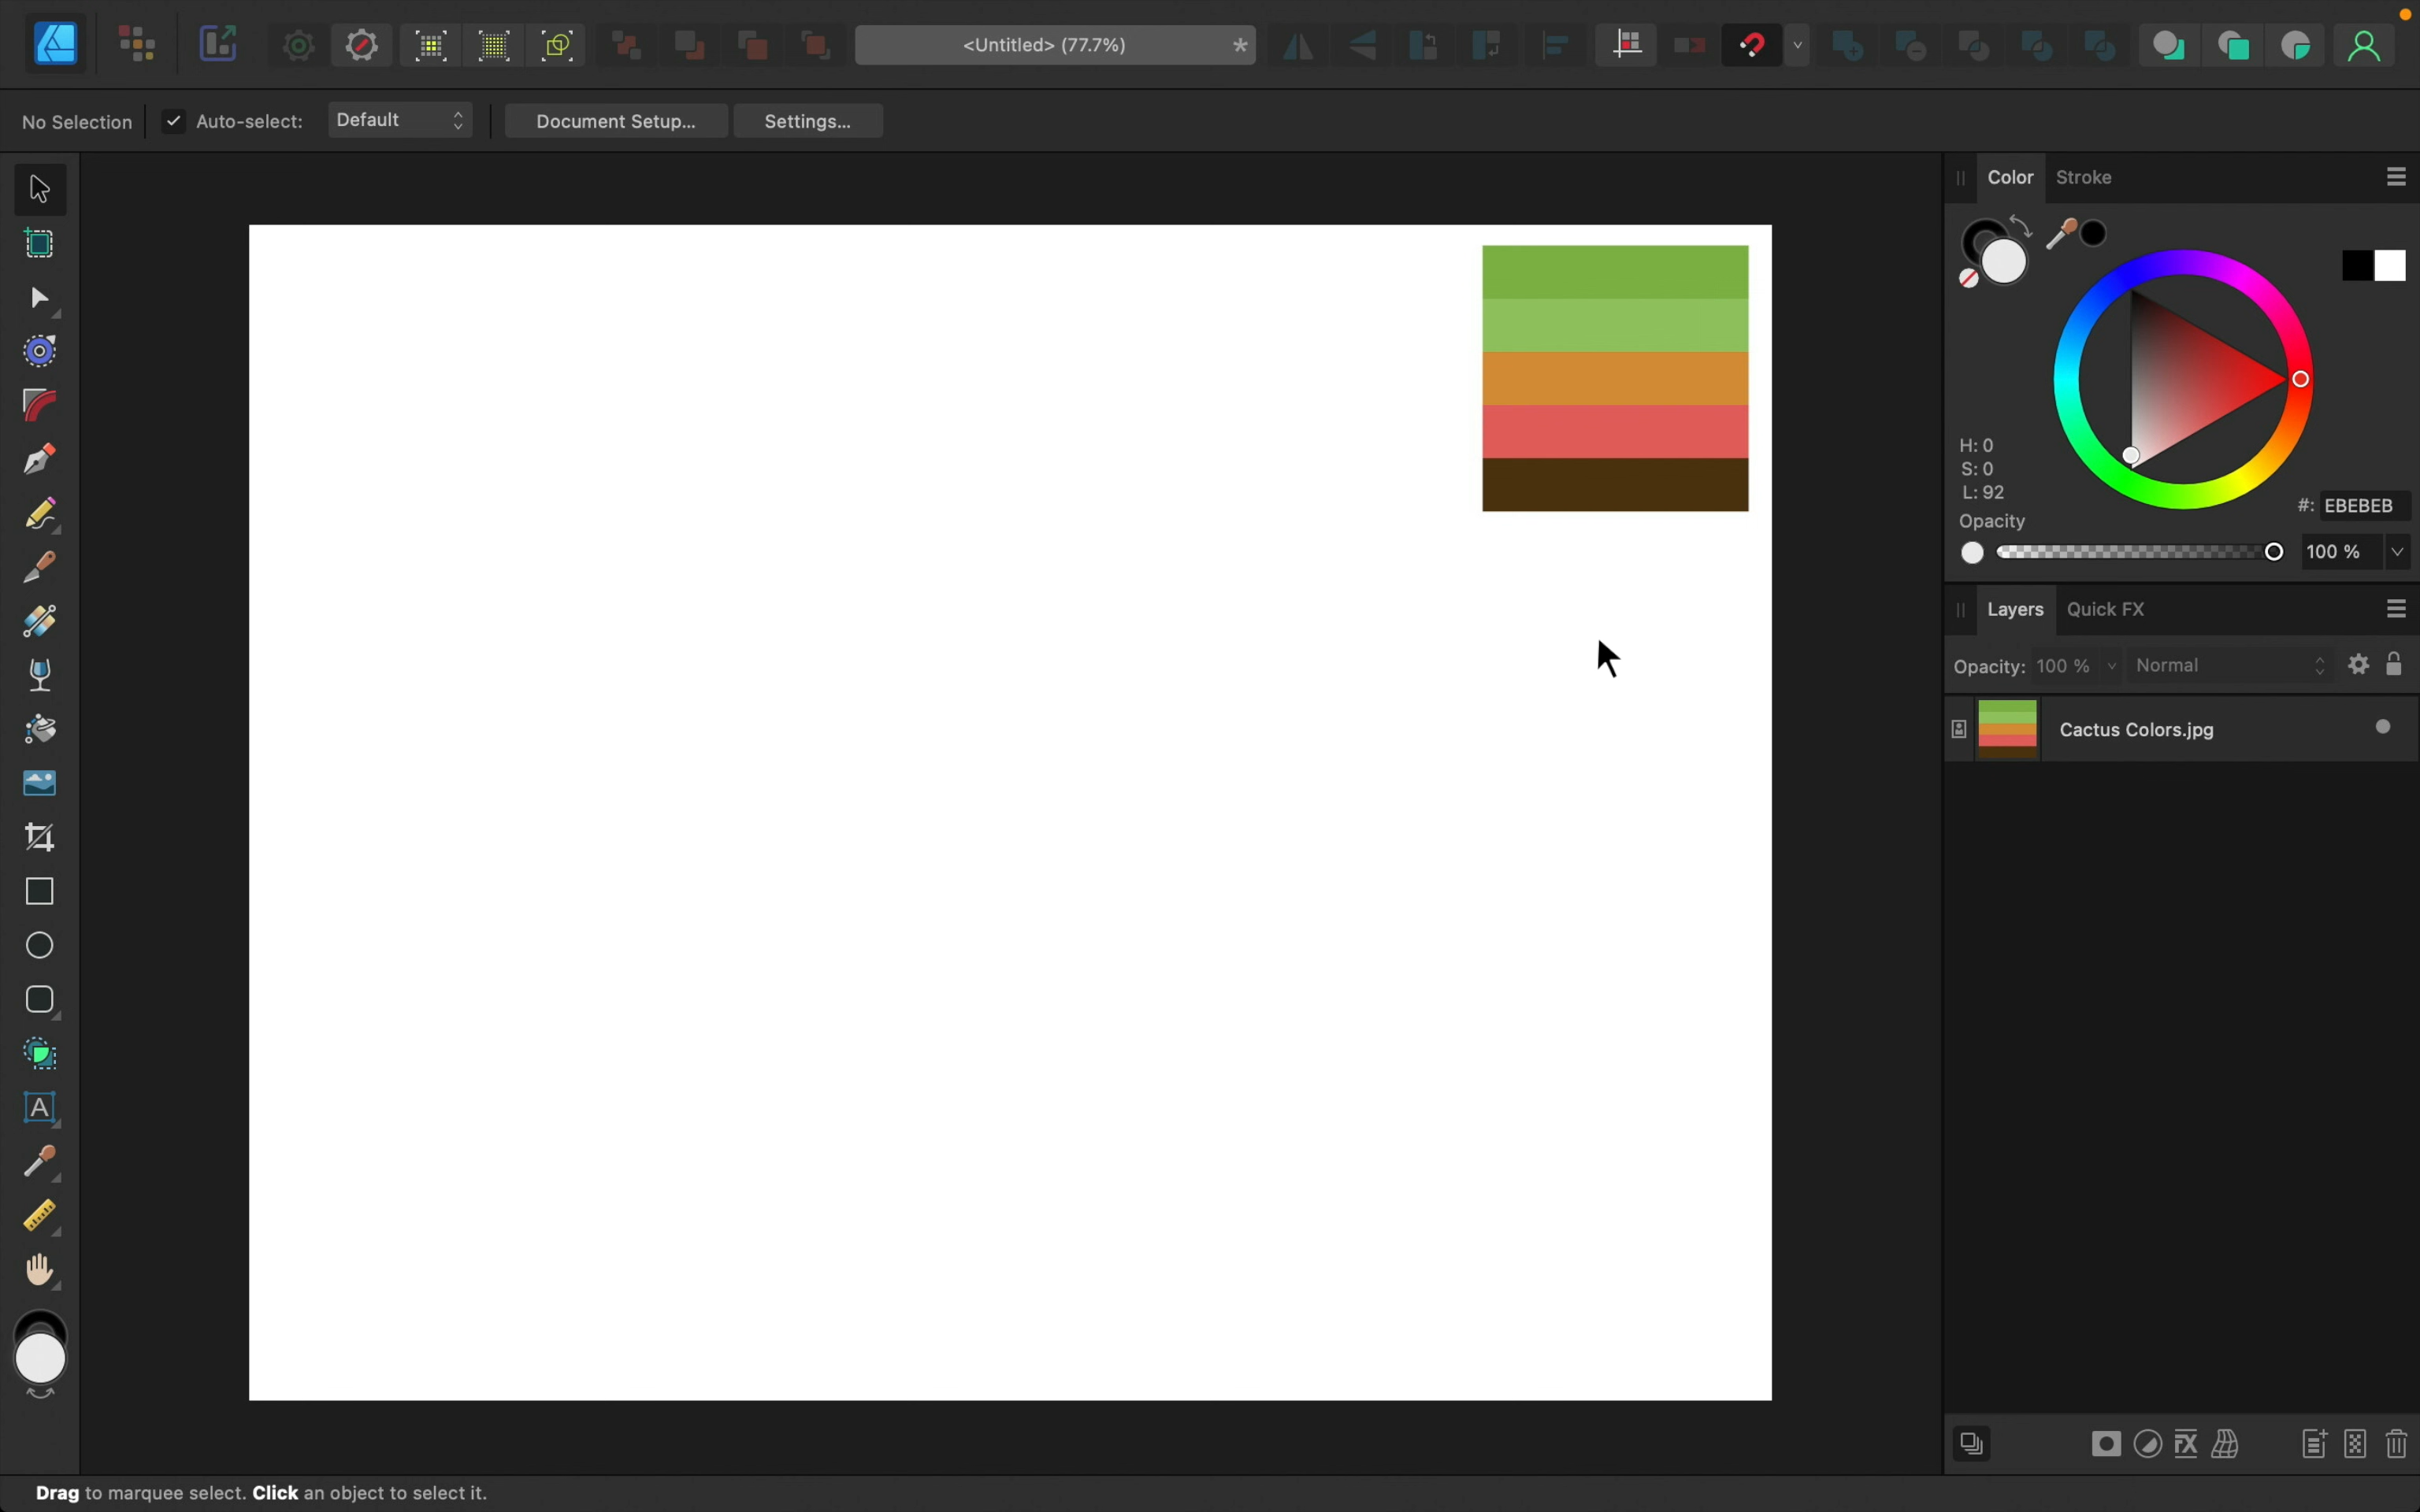 <Untitled> (77.7%)
*
No Selection
Auto-select:
Default
Document Setup...
Settings...
Color
Stroke
H: 0
S: 0
L: 92
#: EBEBEB
Opacity
100 %
Layers
Quick FX
Opacity: 100 %
Normal
Cactus Colors.jpg
A
FX
Drag to marquee select. Click an object to select it.